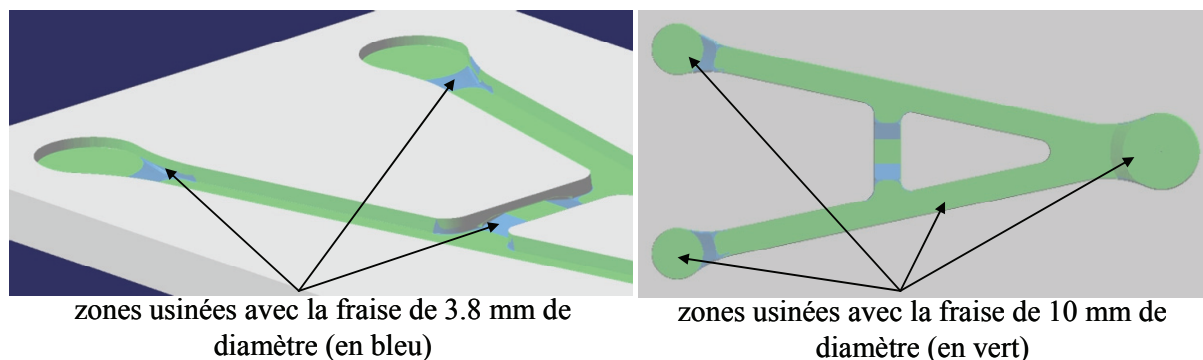 zones usinées avec la fraise de 3.8 mm de
diamètre (en bleu)
zones usinées avec la fraise de 10 mm de
diamètre (en vert)